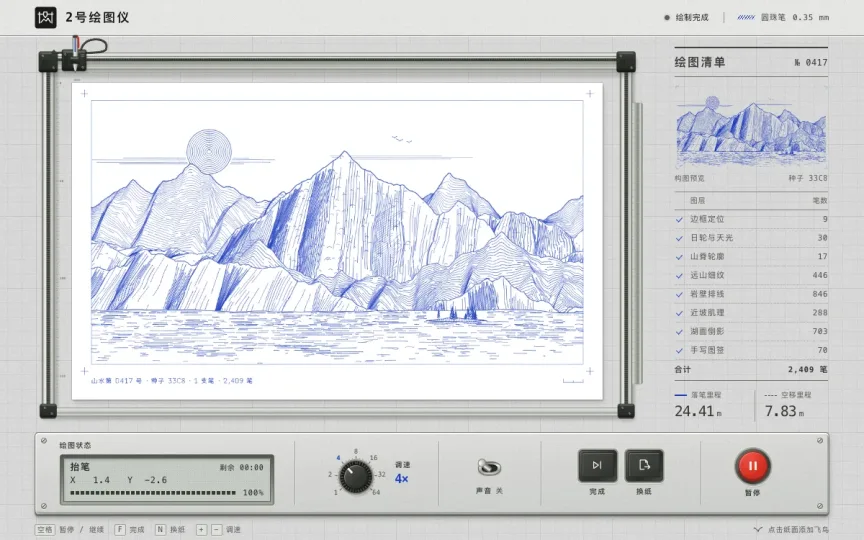 2号绘图仪
绘制完成
圆珠笔 0.35 mm
绘图清单 № 0417
构图预览 种子 33C8
图层 笔数
边框定位 9
日轮与天光 30
山脊轮廓 17
远山细纹 446
岩壁排线 846
近坡肌理 288
湖面倒影 703
手写图签 70
合计 2,409 笔
落笔里程 空移里程
24.41 m 7.83 m
山水第 0417 号 · 种子 33C8 · 1 支笔 · 2,409 笔
绘图状态
抬笔 剩余 00:00
X 1.4 Y -2.6
100%
1 2 4 8 16 32 64
调速
4×
声音 关
完成
换纸
暂停
空格 暂停 / 继续 F 完成 N 换纸 + − 调速
点击纸面添加飞鸟